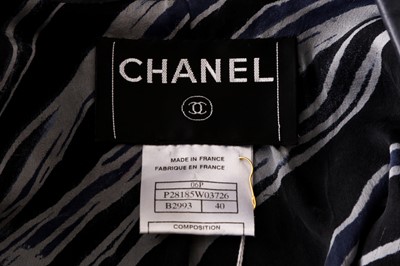 CHANEL
MADE IN FRANCE
FABRIQUE EN FRANCE
06P
P28185W03726
B2993 40
COMPOSITION